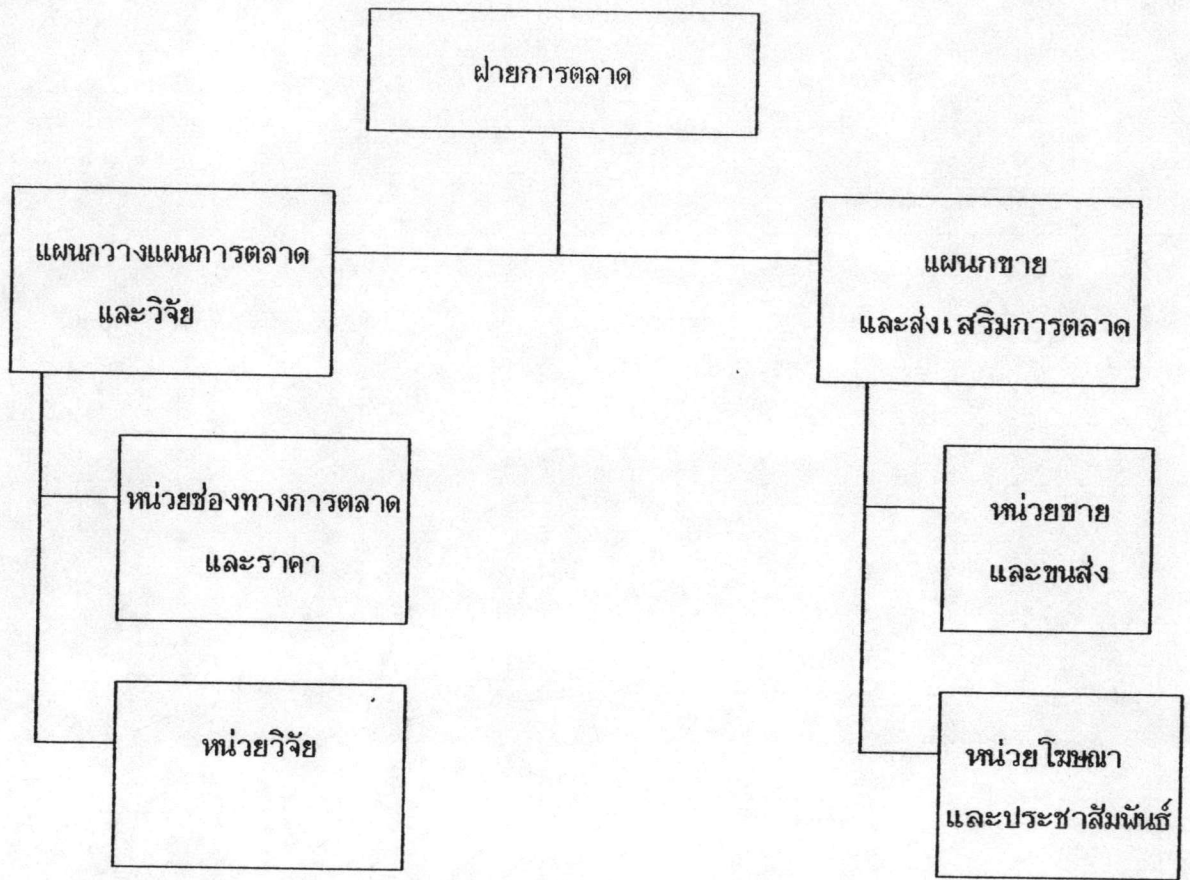 ฝ่ายการตลาด
แผนกวางแผนการตลาด
และวิจัย
แผนกขาย
และส่งเสริมการตลาด
หน่วยช่องทางการตลาด
และราคา
หน่วยขาย
และขนส่ง
หน่วยวิจัย
หน่วยโฆษณา
และประชาสัมพันธ์